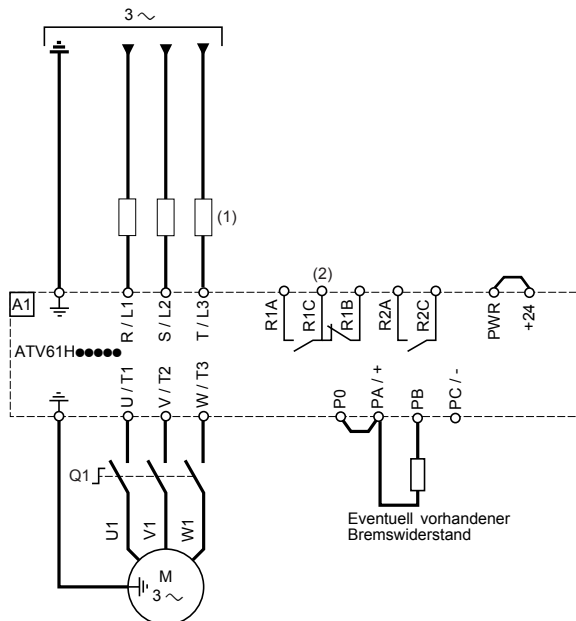 3 ~
(1)
(2)
A1
R / L1
S / L2
T / L3
R1A
R1C
R1B
R2A
R2C
PWR
+24
ATV61H●●●●●
U / T1
V / T2
W / T3
P0
PA / +
PB
PC / -
Q1
U1
V1
W1
Eventuell vorhandener
Bremswiderstand
M
3 ~